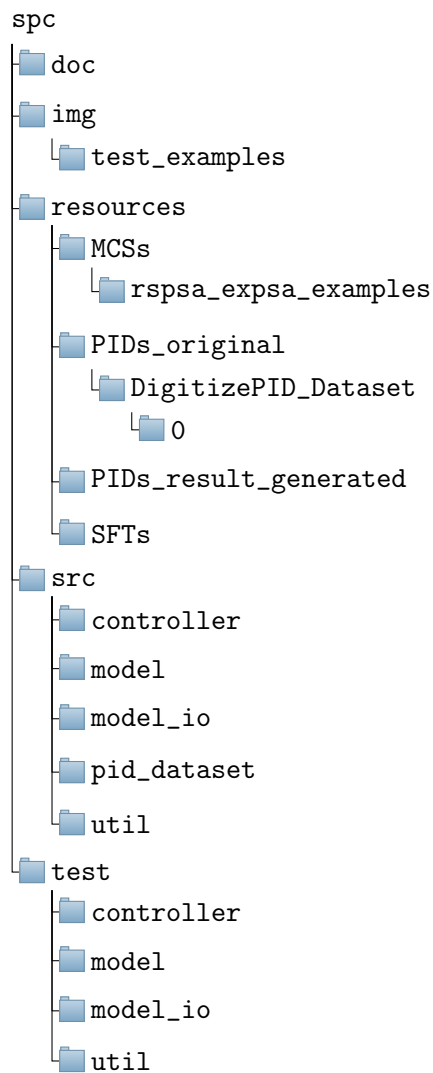 spc
doc
img
test_examples
resources
MCSs
rspsa_expsa_examples
PIDs_original
DigitizePID_Dataset
0
PIDs_result_generated
SFTs
src
controller
model
model_io
pid_dataset
util
test
controller
model
model_io
util